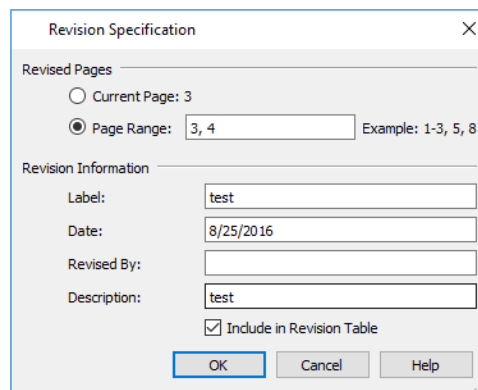 Revision Specification
Revised Pages
Current Page: 3
Page Range: 3, 4 Example: 1-3, 5, 8
Revision Information
Label: test
Date: 8/25/2016
Revised By:
Description: test
Include in Revision Table
OK Cancel Help